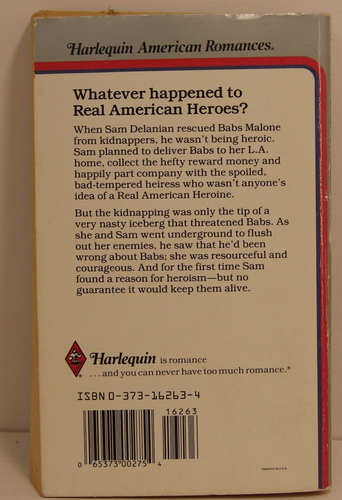 Harlequin American Romances®
Whatever happened to
Real American Heroes?
When Sam Delanian rescued Babs Malone
from kidnappers, he wasn't being heroic.
Sam planned to deliver Babs to her L.A.
home, collect the hefty reward money and
happily part company with the spoiled,
bad-tempered heiress who wasn't anyone's
idea of a Real American Heroine.
But the kidnapping was only the tip of a
very nasty iceberg that threatened Babs. As
she and Sam went underground to flush
out her enemies, he saw that he'd been
wrong about Babs; she was resourceful and
courageous. And for the first time Sam
found a reason for heroism—but no
guarantee it would keep them alive.
Harlequin is romance
. . . and you can never have too much romance.®
ISBN 0-373-16263-4
16263
0 65373 00275 4
PRINTED IN U.S.A.